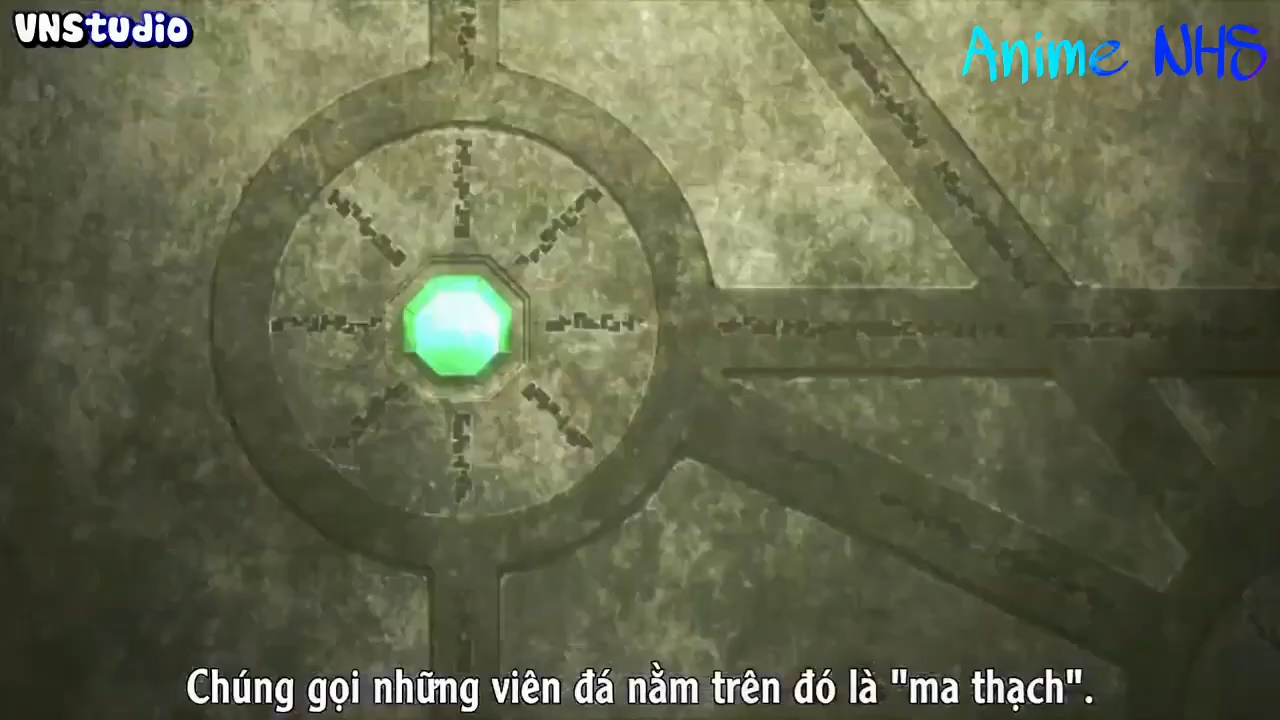 VNStudio
Anime NHS
Chúng gọi những viên đá nằm trên đó là "ma thạch".